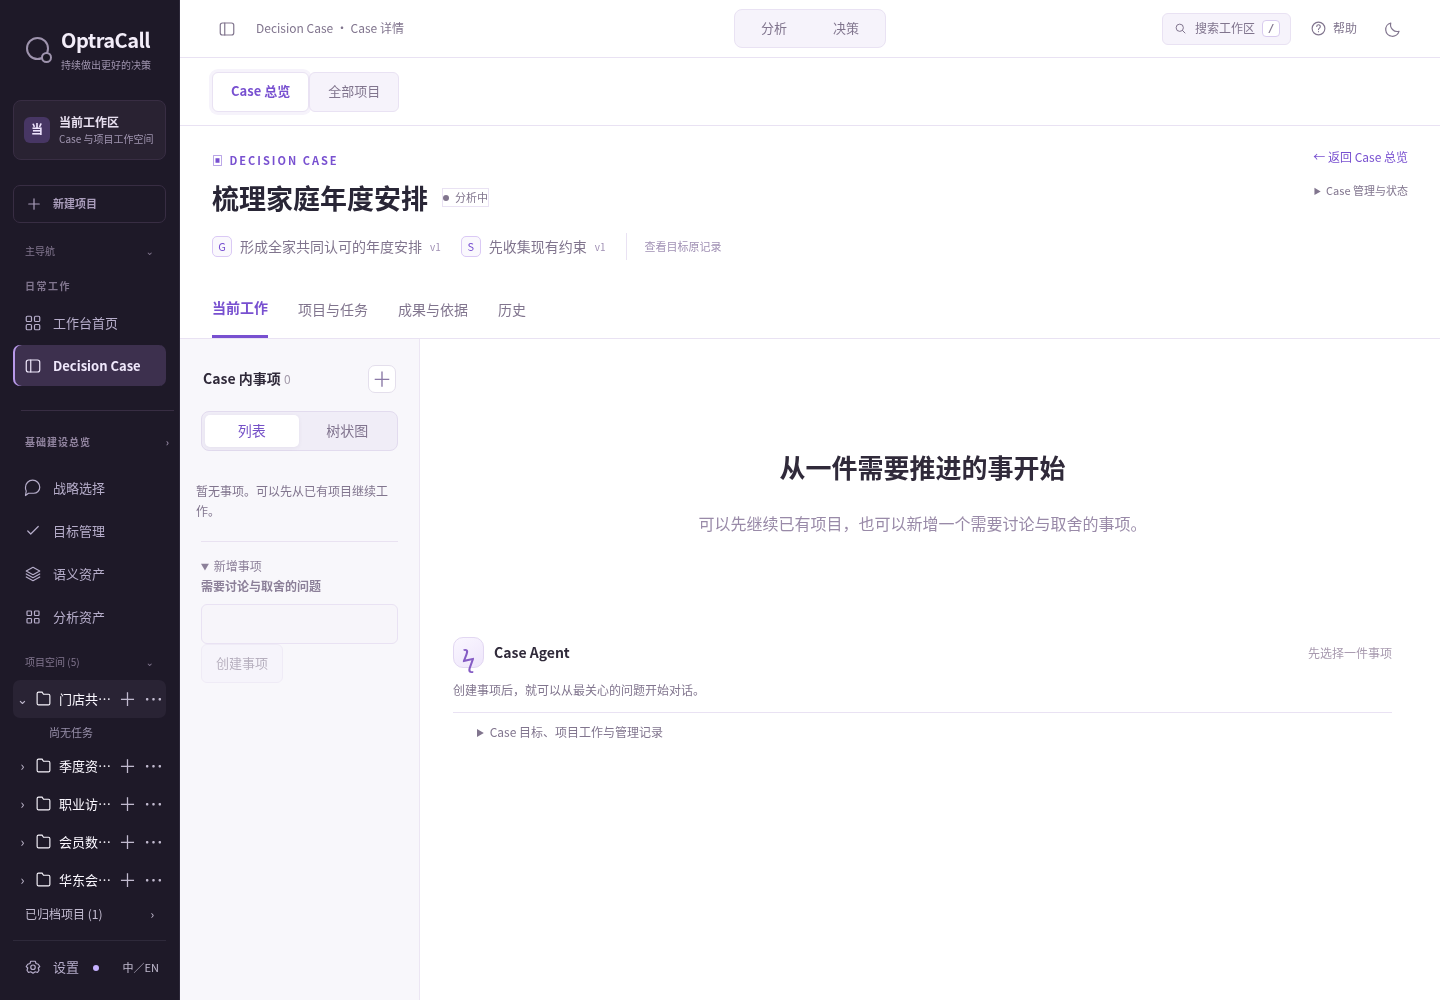 OptraCall
持续做出更好的决策
当
当前工作区
Case 与项目工作空间
新建项目
主导航
日常工作
工作台首页
Decision Case
基础建设总览
战略选择
目标管理
语义资产
分析资产
项目空间 (5)
门店共…
尚无任务
季度资…
职业访…
会员数…
华东会…
已归档项目 (1)
设置
中／EN
Decision Case • Case 详情
分析
决策
搜索工作区 /
帮助
Case 总览
全部项目
DECISION CASE
← 返回 Case 总览
梳理家庭年度安排
分析中
▶ Case 管理与状态
G 形成全家共同认可的年度安排 v1
S 先收集现有约束 v1
查看目标原记录
当前工作
项目与任务
成果与依据
历史
Case 内事项 0
列表
树状图
暂无事项。可以先从已有项目继续工
作。
▼ 新增事项
需要讨论与取舍的问题
创建事项
从一件需要推进的事开始
可以先继续已有项目，也可以新增一个需要讨论与取舍的事项。
Case Agent
先选择一件事项
创建事项后，就可以从最关心的问题开始对话。
▶ Case 目标、项目工作与管理记录